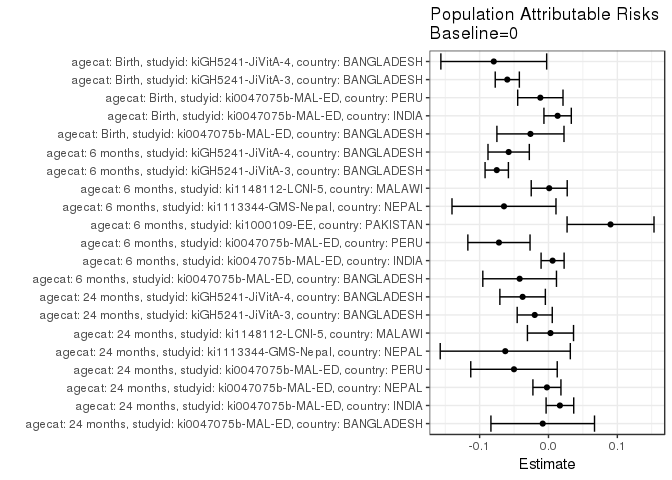 Population Attributable Risks
Baseline=0
agecat: Birth, studyid: kiGH5241-JiVitA-4, country: BANGLADESH
agecat: Birth, studyid: kiGH5241-JiVitA-3, country: BANGLADESH
agecat: Birth, studyid: ki0047075b-MAL-ED, country: PERU
agecat: Birth, studyid: ki0047075b-MAL-ED, country: INDIA
agecat: Birth, studyid: ki0047075b-MAL-ED, country: BANGLADESH
agecat: 6 months, studyid: kiGH5241-JiVitA-4, country: BANGLADESH
agecat: 6 months, studyid: kiGH5241-JiVitA-3, country: BANGLADESH
agecat: 6 months, studyid: ki1148112-LCNI-5, country: MALAWI
agecat: 6 months, studyid: ki1113344-GMS-Nepal, country: NEPAL
agecat: 6 months, studyid: ki1000109-EE, country: PAKISTAN
agecat: 6 months, studyid: ki0047075b-MAL-ED, country: PERU
agecat: 6 months, studyid: ki0047075b-MAL-ED, country: INDIA
agecat: 6 months, studyid: ki0047075b-MAL-ED, country: BANGLADESH
agecat: 24 months, studyid: kiGH5241-JiVitA-4, country: BANGLADESH
agecat: 24 months, studyid: kiGH5241-JiVitA-3, country: BANGLADESH
agecat: 24 months, studyid: ki1148112-LCNI-5, country: MALAWI
agecat: 24 months, studyid: ki1113344-GMS-Nepal, country: NEPAL
agecat: 24 months, studyid: ki0047075b-MAL-ED, country: PERU
agecat: 24 months, studyid: ki0047075b-MAL-ED, country: NEPAL
agecat: 24 months, studyid: ki0047075b-MAL-ED, country: INDIA
agecat: 24 months, studyid: ki0047075b-MAL-ED, country: BANGLADESH
-0.1 0.0 0.1
Estimate